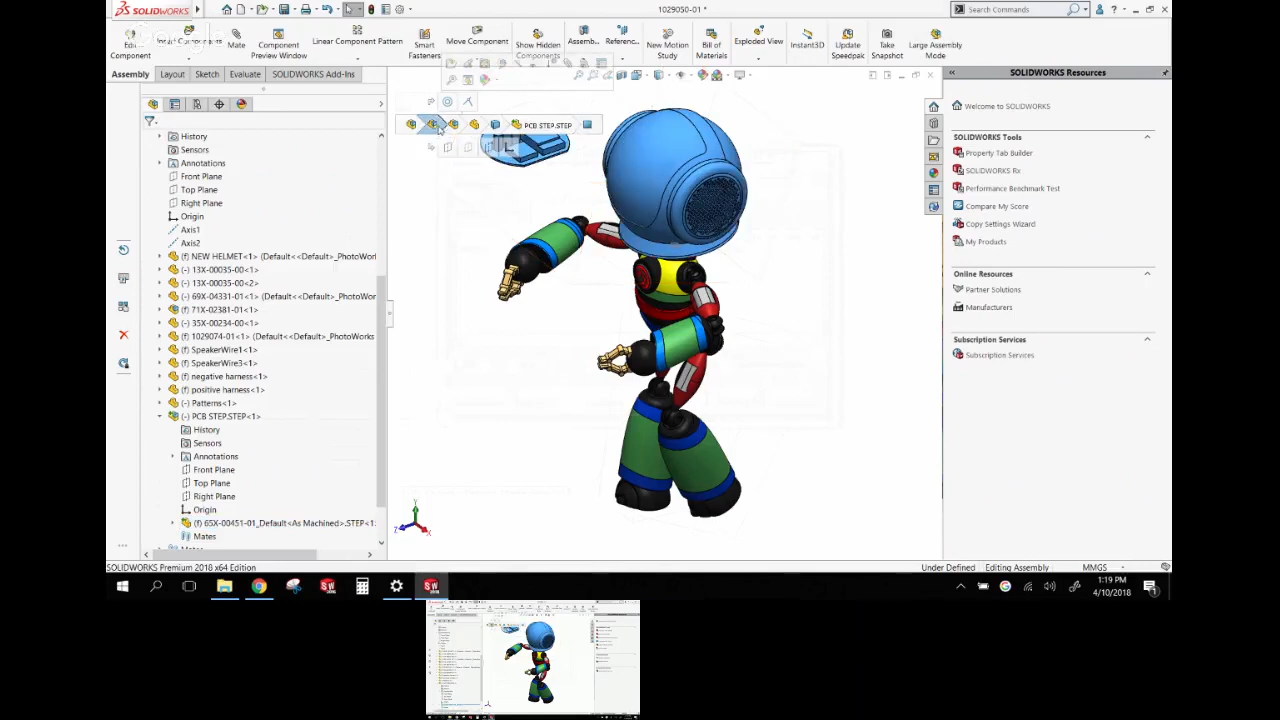 SOLIDWORKS
1029050-01 *
Search Commands
Edit Component
Mate
Component Preview Window
Linear Component Pattern
Smart Fasteners
Move Component
Show Hidden Components
Assemb...
Referenc...
New Motion Study
Bill of Materials
Exploded View
Instant3D
Update Speedpak
Take Snapshot
Large Assembly Mode
Assembly
Layout
Sketch
Evaluate
SOLIDWORKS Add-Ins
PCB STEP.STEP
History
Sensors
Annotations
Front Plane
Top Plane
Right Plane
Origin
Axis1
Axis2
(f) NEW HELMET<1> (Default<<Default>_PhotoWorl
(-) 13X-00035-00<1>
(-) 13X-00035-00<2>
(-) 69X-04331-01<1> (Default<<Default>_PhotoWor
(f) 71X-02381-01<1>
(-) 35X-00234-00<1>
(f) 1029074-01<1> (Default<<Default>_PhotoWorks
(f) SpeakerWire1<1>
(f) SpeakerWire3<1>
(f) negative harness<1>
(f) positive harness<1>
Patterns<1>
(-) PCB STEP.STEP<1>
History
Sensors
Annotations
Front Plane
Top Plane
Right Plane
Origin
(f) 65X-00451-01_Default<As Machined>.STEP<1:
Mates
SOLIDWORKS Resources
Welcome to SOLIDWORKS
SOLIDWORKS Tools
Property Tab Builder
SOLIDWORKS Rx
Performance Benchmark Test
Compare My Score
Copy Settings Wizard
My Products
Online Resources
Partner Solutions
Manufacturers
Subscription Services
Subscription Services
Y
Z
X
SOLIDWORKS Premium 2018 x64 Edition
Under Defined
Editing Assembly
MMGS
1:19 PM
4/10/2018